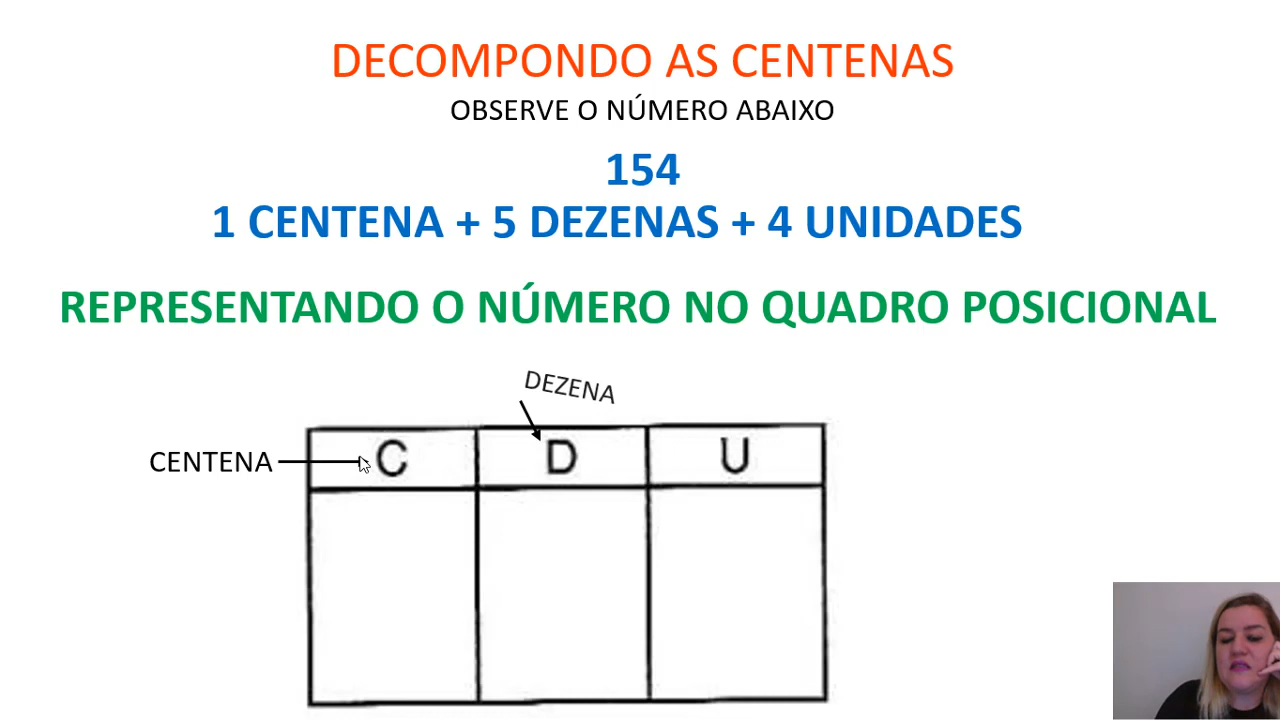 DECOMPONDO AS CENTENAS
OBSERVE O NÚMERO ABAIXO
154
1 CENTENA + 5 DEZENAS + 4 UNIDADES
REPRESENTANDO O NÚMERO NO QUADRO POSICIONAL
DEZENA
CENTENA
C D U